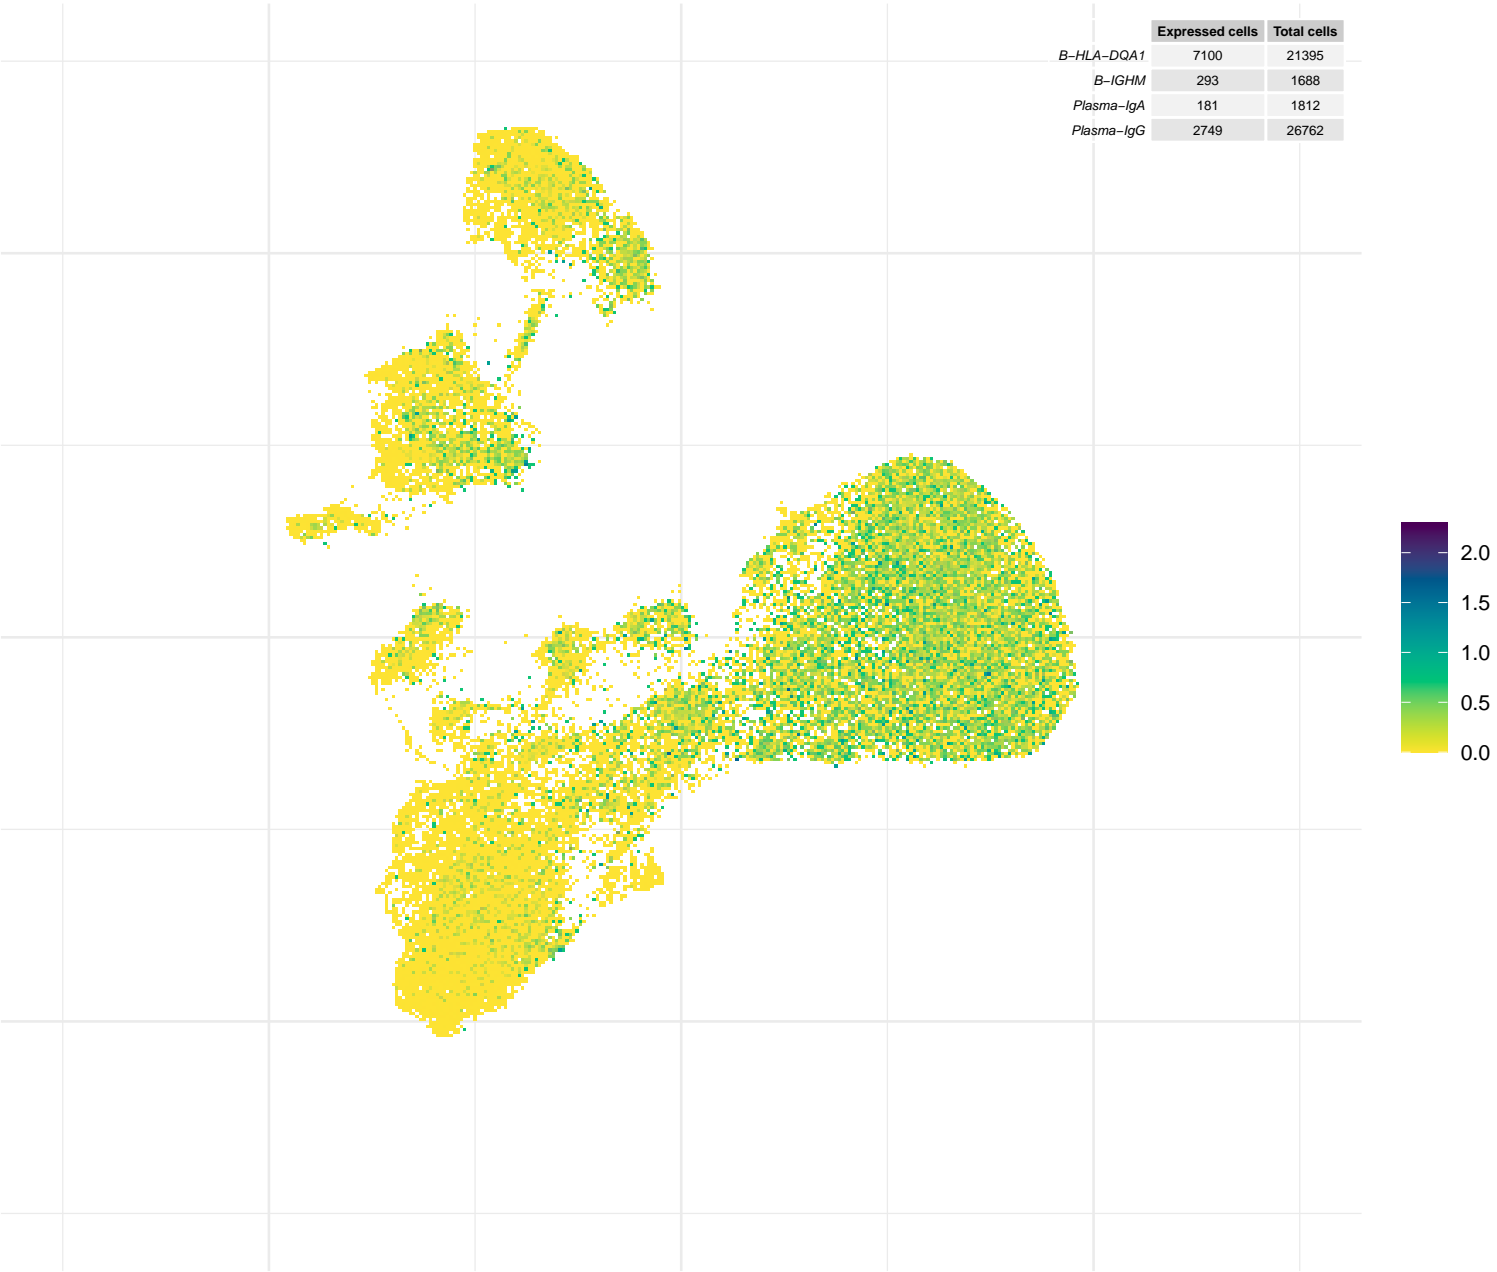 Expressed cells Total cells
B−HLA−DQA1 7100 21395
B−IGHM 293 1688
Plasma−IgA 181 1812
Plasma−IgG 2749 26762
2.0
1.5
1.0
0.5
0.0